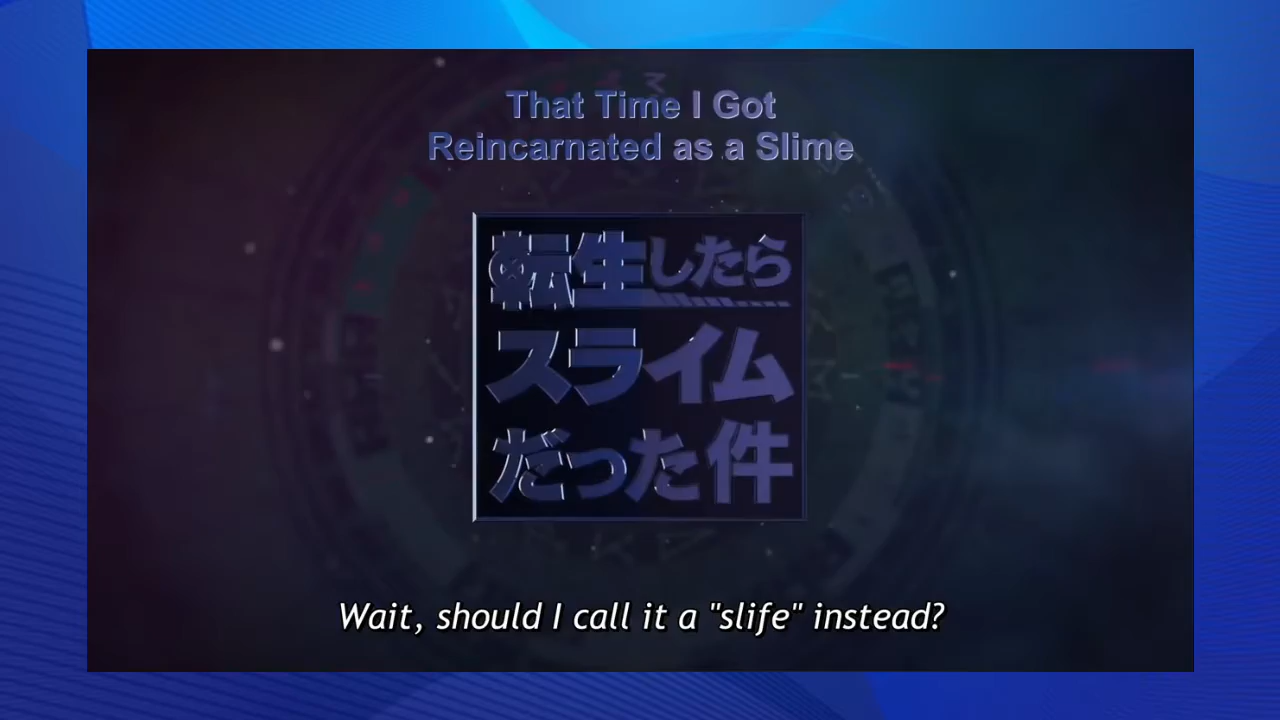 That Time I Got
Reincarnated as a Slime
転生したら
スライム
だった件
Wait, should I call it a "slife" instead?